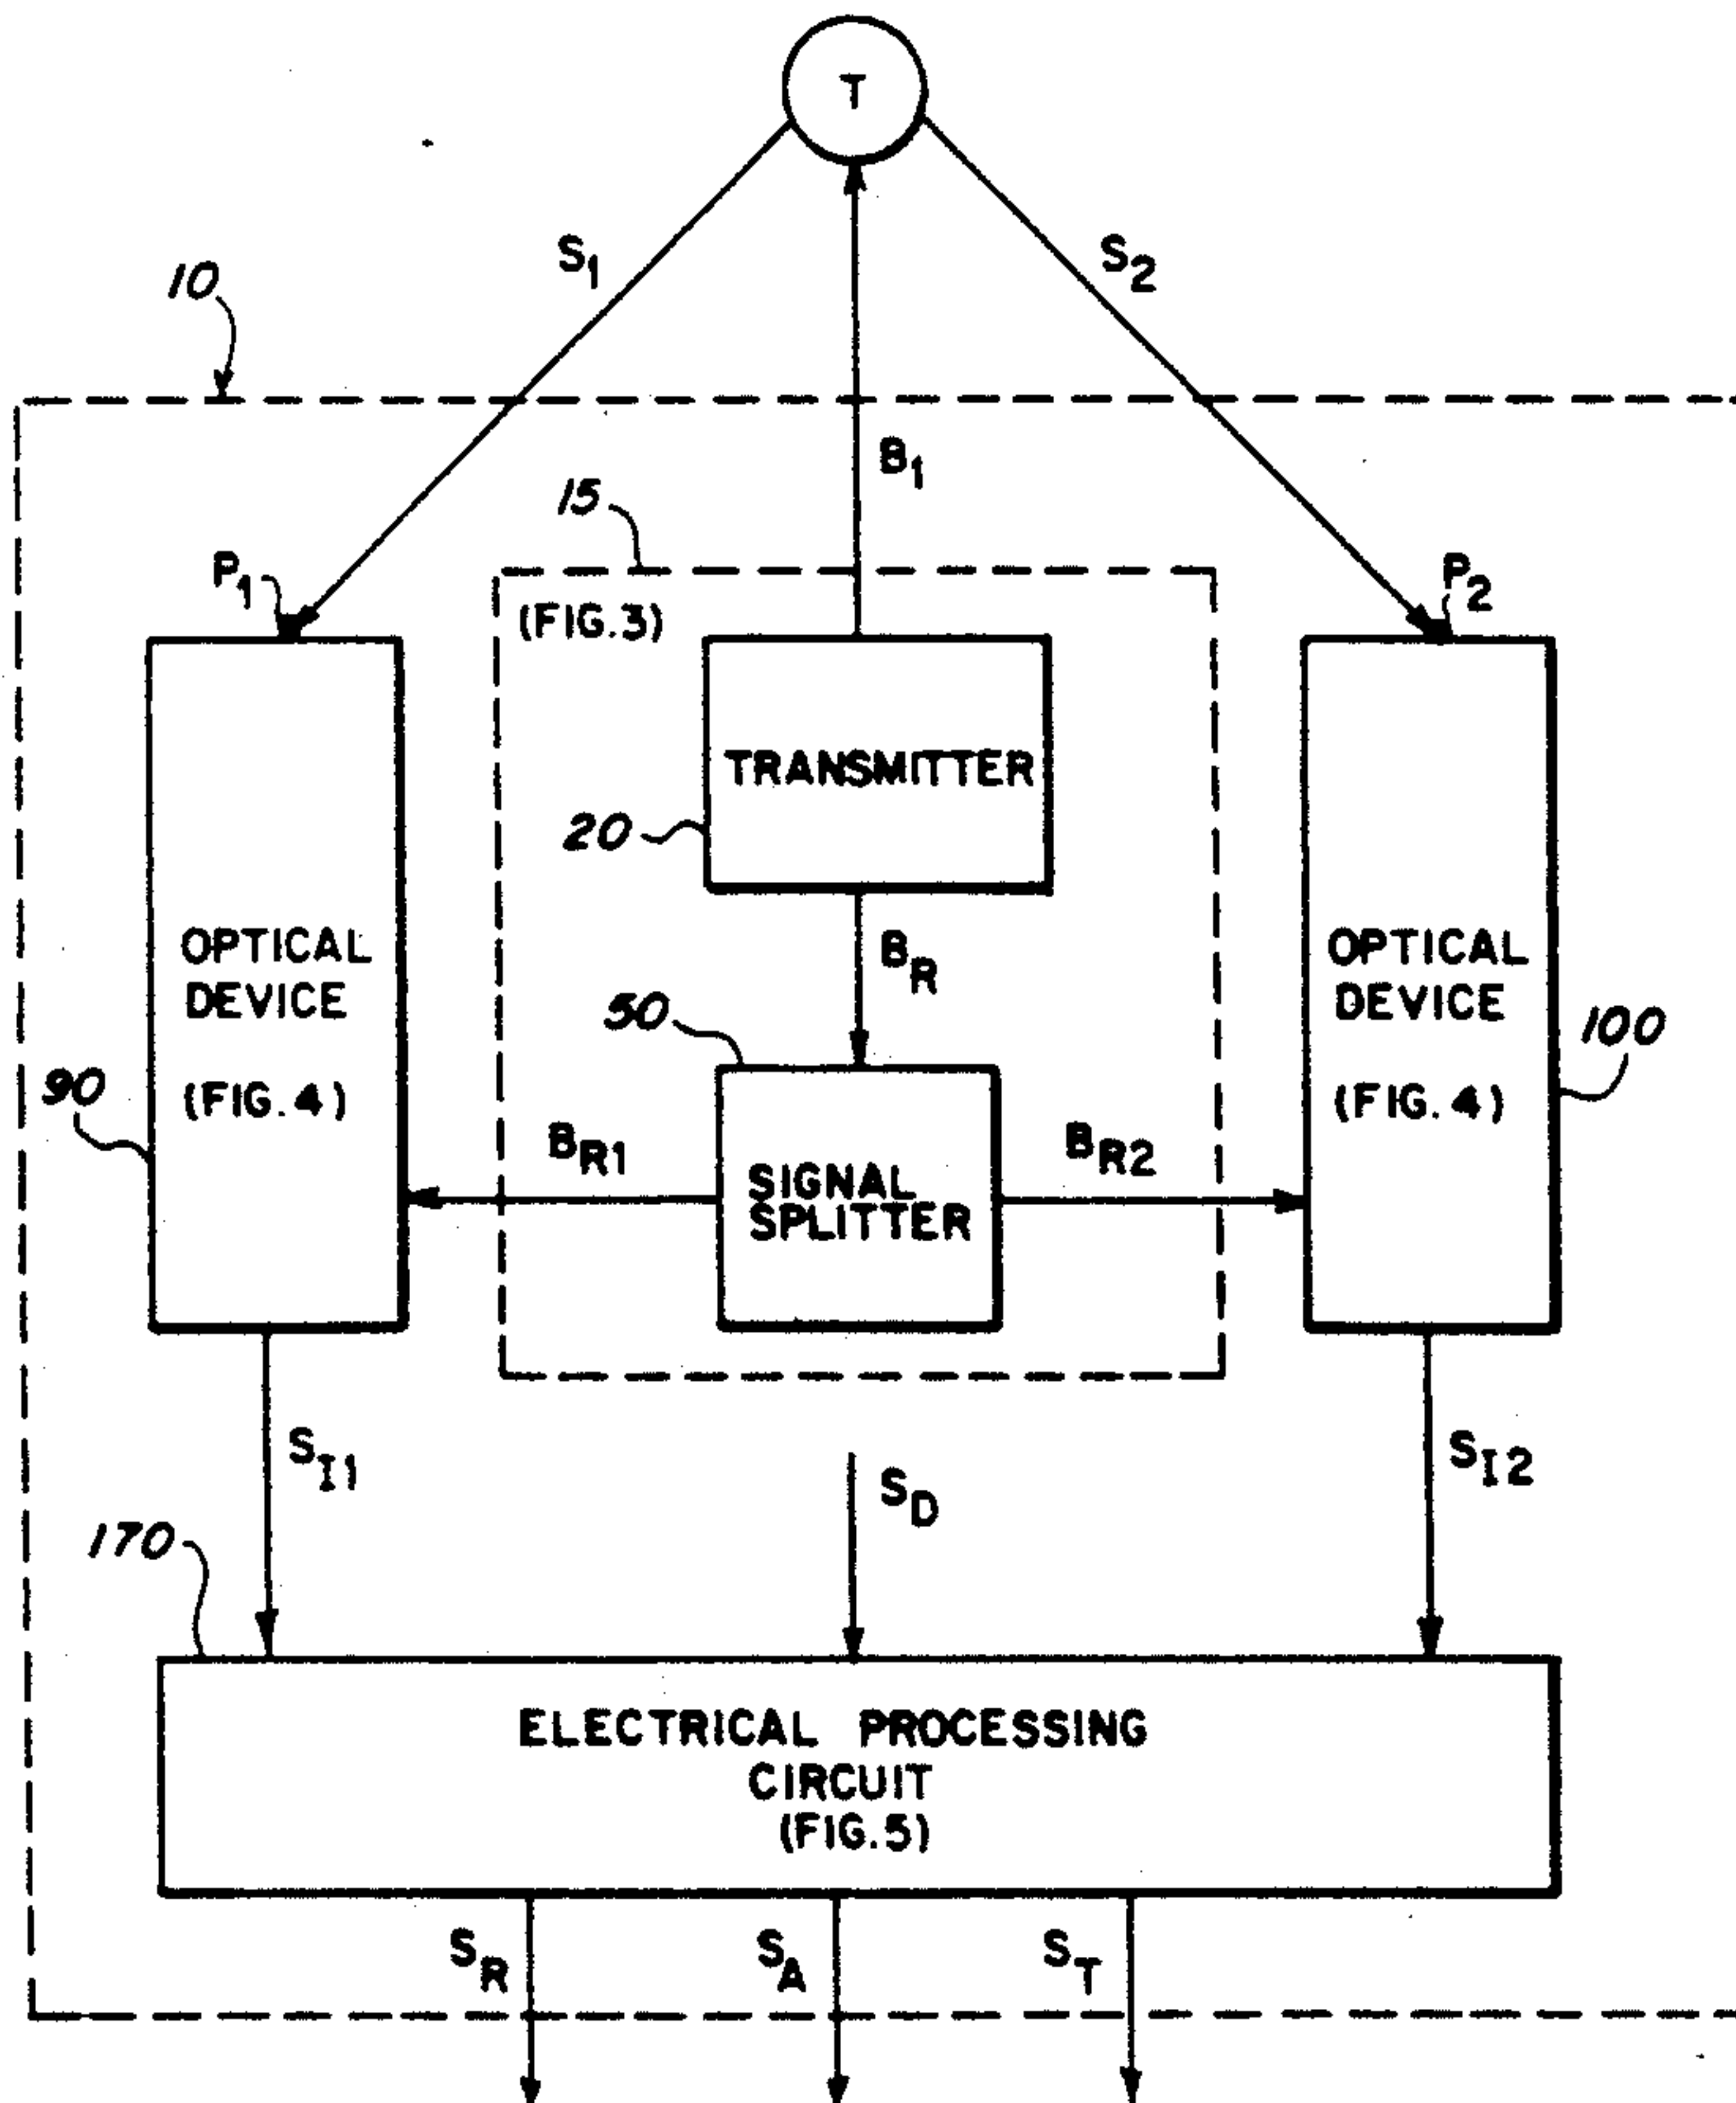 T
S1
S2
10
B1
15
P1
(FIG.3)
P2
TRANSMITTER
20
OPTICAL
DEVICE
(FIG. 4)
BR
OPTICAL
DEVICE
(FIG. 4)
50
100
90
BR1
BR2
SIGNAL
SPLITTER
SI1
SD
SI2
170
ELECTRICAL PROCESSING
CIRCUIT
(FIG.5)
SR
SA
ST